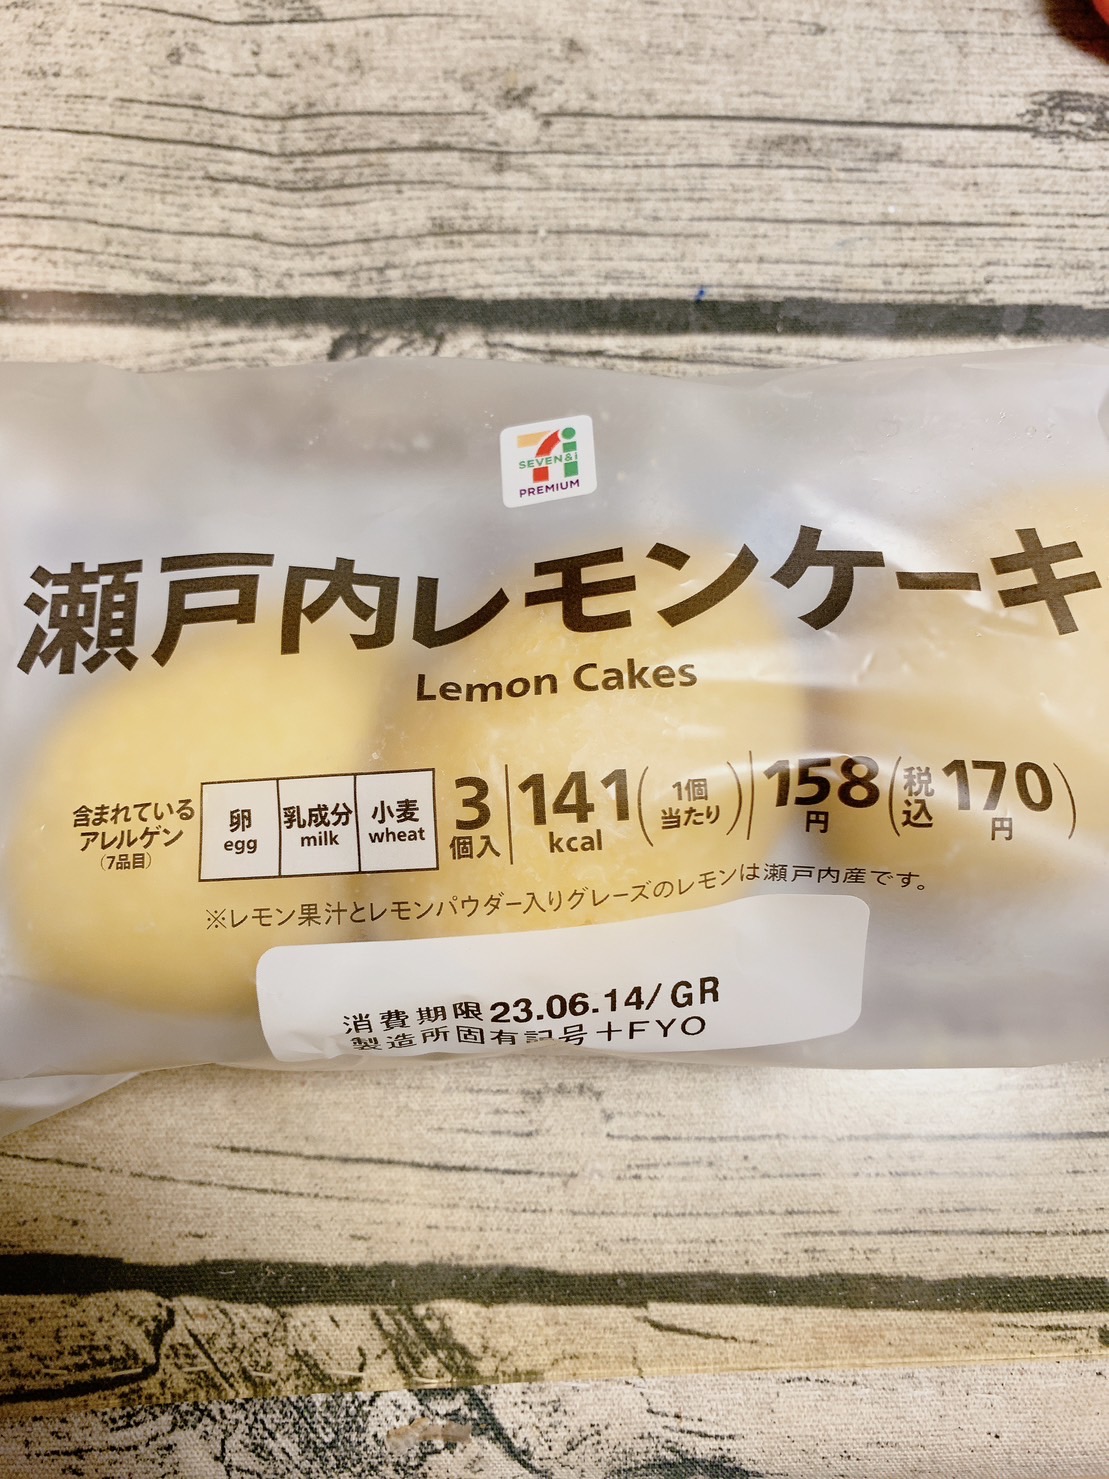 SEVEN&i
PREMIUM
瀬戸内レモンケーキ
Lemon Cakes
含まれている
アレルゲン
(7品目)
卵
egg
乳成分
milk
小麦
wheat
3
個入
141
kcal
(1個
当たり)
158
円
(税
込
170
円)
※レモン果汁とレモンパウダー入りグレーズのレモンは瀬戸内産です。
消費期限23.06.14/GR
製造所固有記号+FYO